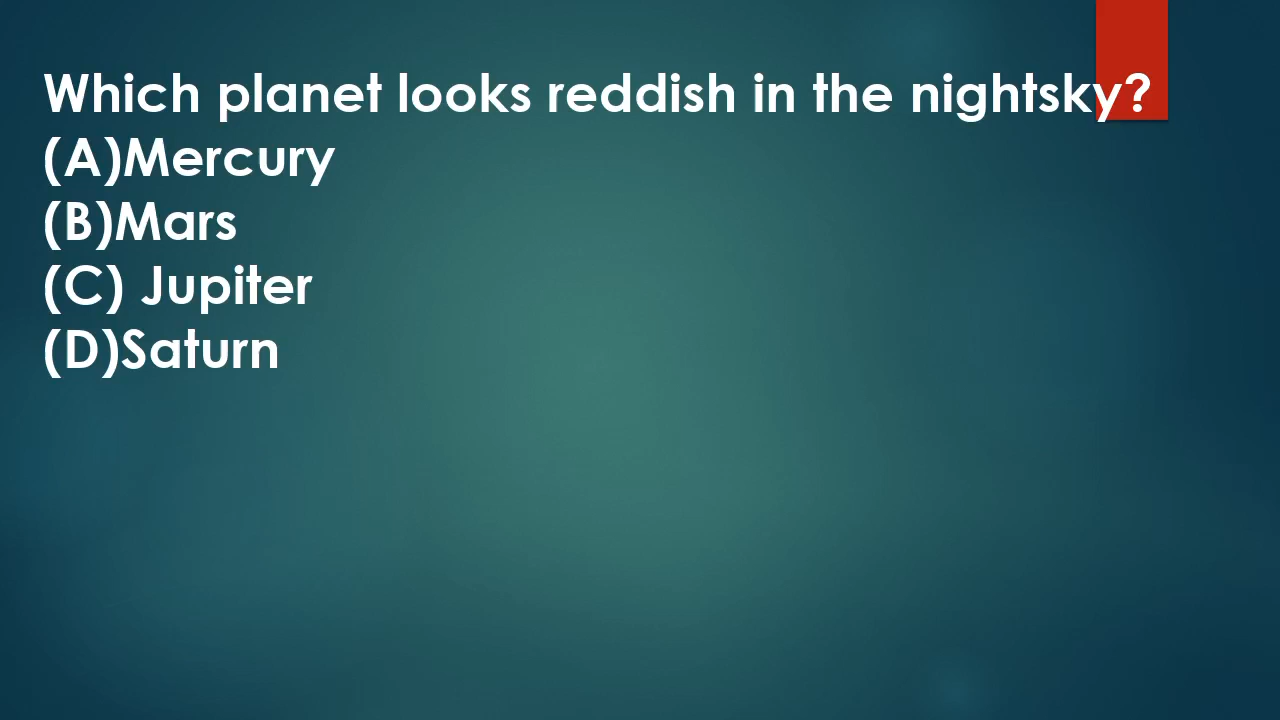 Which planet looks reddish in the nightsky?
(A)Mercury
(B)Mars
(C) Jupiter
(D)Saturn